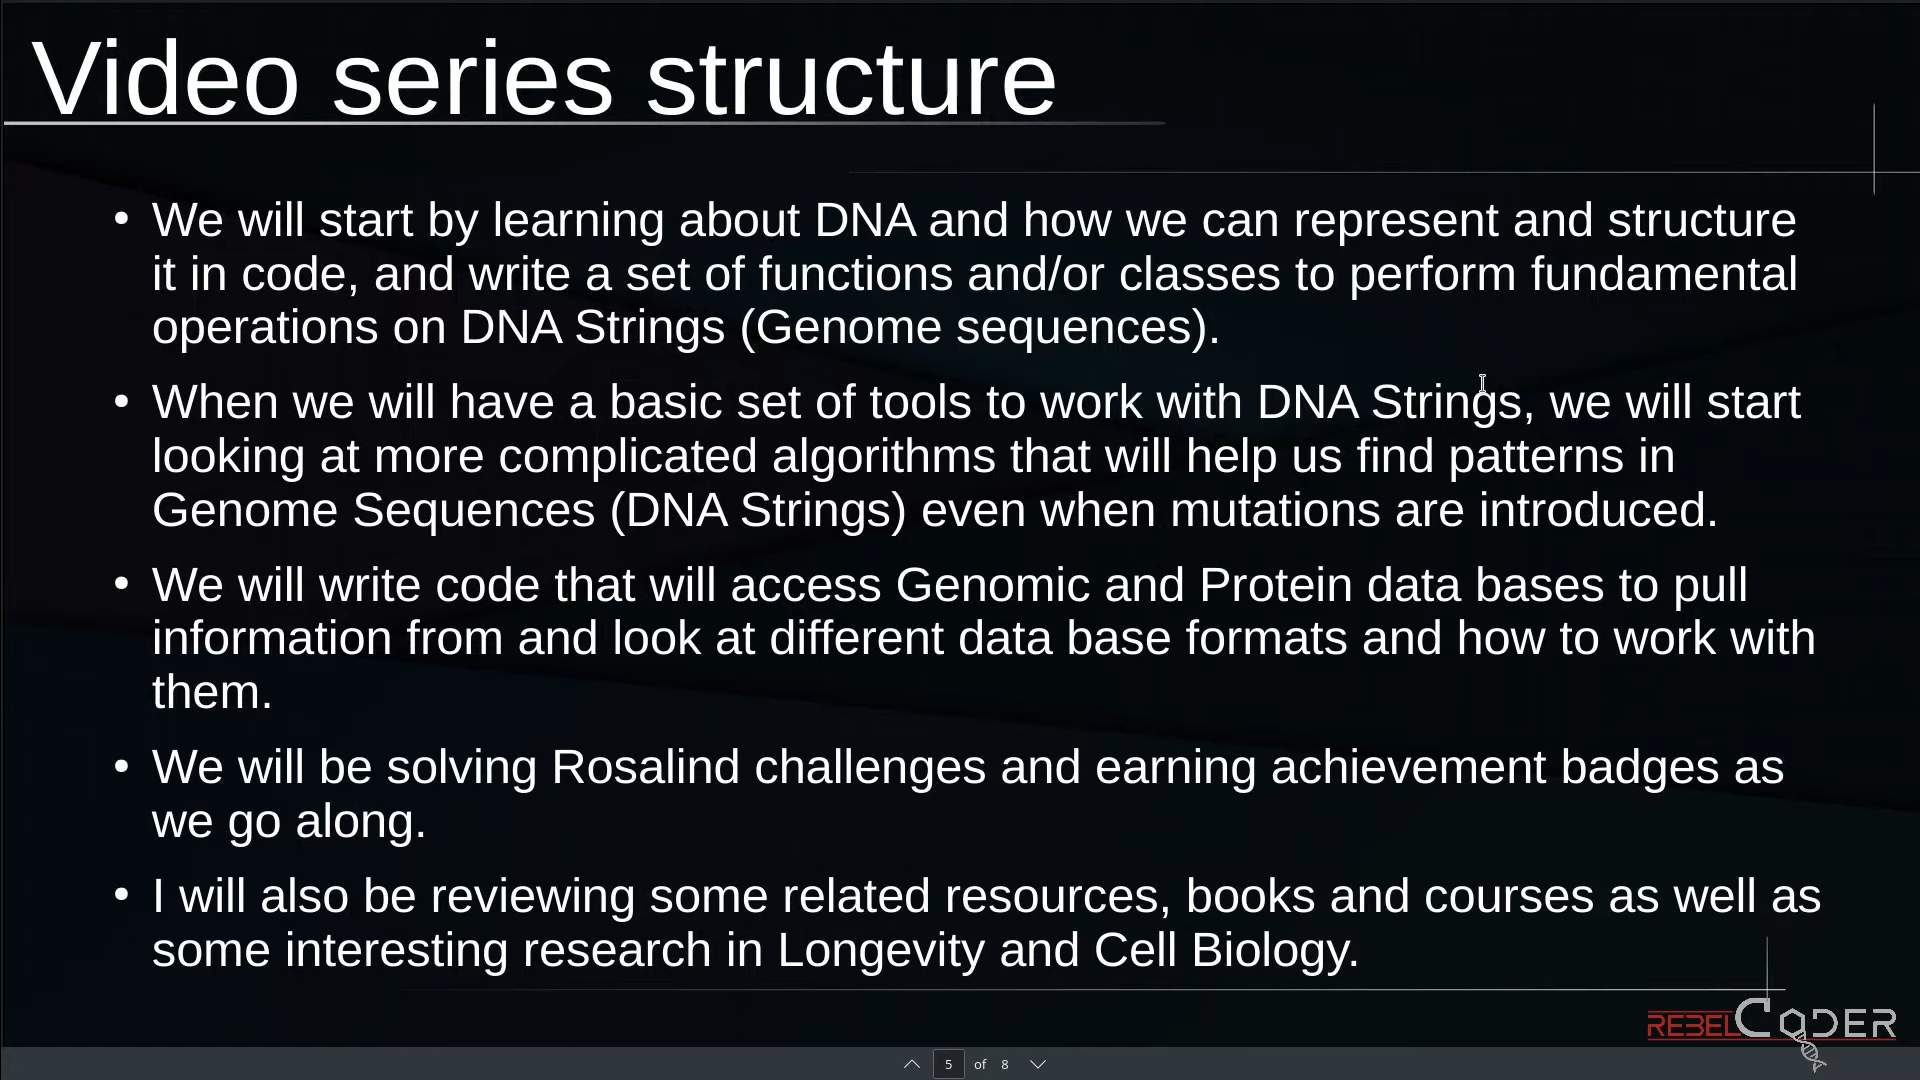 Video series structure
• We will start by learning about DNA and how we can represent and structure
it in code, and write a set of functions and/or classes to perform fundamental
operations on DNA Strings (Genome sequences).
• When we will have a basic set of tools to work with DNA Strings, we will start
looking at more complicated algorithms that will help us find patterns in
Genome Sequences (DNA Strings) even when mutations are introduced.
• We will write code that will access Genomic and Protein data bases to pull
information from and look at different data base formats and how to work with
them.
• We will be solving Rosalind challenges and earning achievement badges as
we go along.
• I will also be reviewing some related resources, books and courses as well as
some interesting research in Longevity and Cell Biology.
REBELCODER
5 of 8